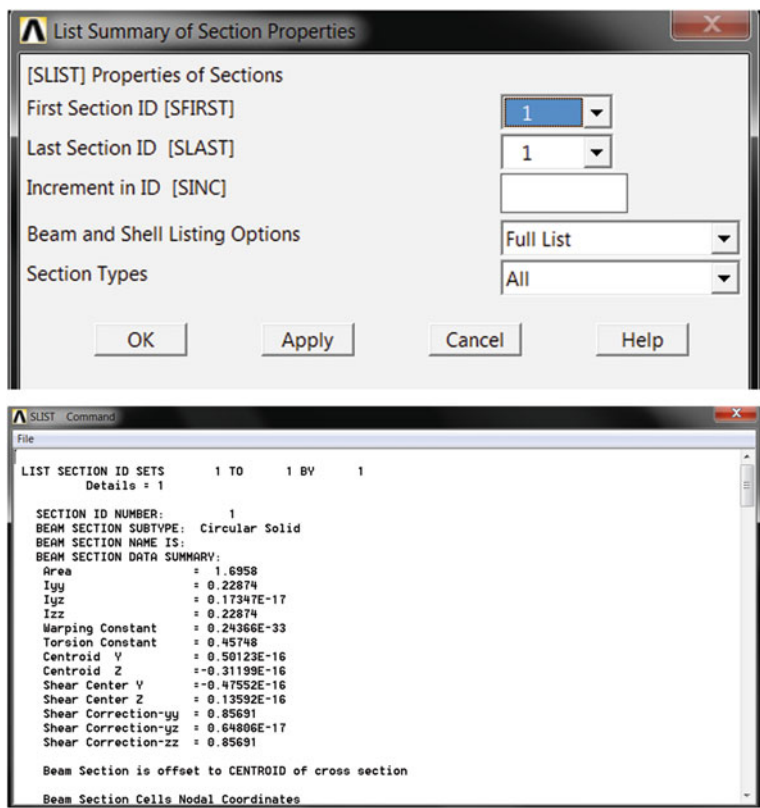 List Summary of Section Properties
[SLIST] Properties of Sections
First Section ID [SFIRST] 1
Last Section ID [SLAST] 1
Increment in ID [SINC]
Beam and Shell Listing Options Full List
Section Types All
OK Apply Cancel Help
SLIST Command
File
LIST SECTION ID SETS 1 TO 1 BY 1
Details = 1
SECTION ID NUMBER: 1
BEAM SECTION SUBTYPE: Circular Solid
BEAM SECTION NAME IS:
BEAM SECTION DATA SUMMARY:
Area = 1.6958
Iyy = 0.22874
Iyz = 0.17347E-17
Izz = 0.22874
Warping Constant = 0.24366E-33
Torsion Constant = 0.45748
Centroid Y = 0.50123E-16
Centroid Z =-0.31199E-16
Shear Center Y =-0.47552E-16
Shear Center Z = 0.13592E-16
Shear Correction-yy = 0.85691
Shear Correction-yz = 0.64806E-17
Shear Correction-zz = 0.85691
Beam Section is offset to CENTROID of cross section
Beam Section Cells Nodal Coordinates